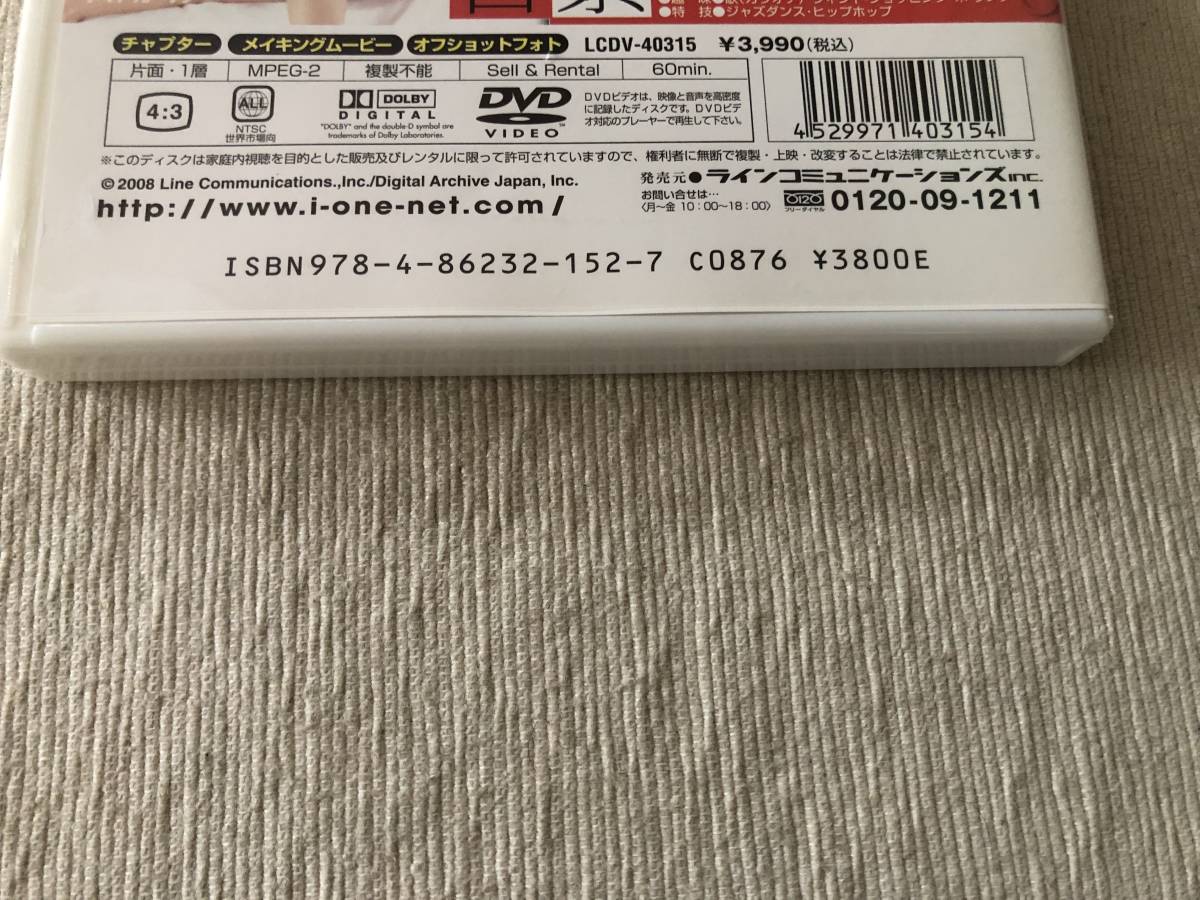 ●特 技●ジャズダンス・ヒップホップ
チャプター メイキングムービー オフショットフォト LCDV-40315 ¥3,990(税込)
片面・1層 MPEG-2 複製不能 Sell & Rental 60min.
4:3
ALL
NTSC
世界市場向
DOLBY
DIGITAL
"DOLBY" and the double-D symbol are
trademarks of Dolby Laboratories.
DVD
VIDEO™
DVDビデオは、映像と音声を高密度
に記録したディスクです。DVDビデ
オ対応のプレーヤーで再生して下さい。
4 529971 403154
※このディスクは家庭内視聴を目的とした販売及びレンタルに限って許可されていますので、権利者に無断で複製・上映・改変することは法律で禁止されています。
©2008 Line Communications.,Inc./Digital Archive Japan, Inc.
http://www.i-one-net.com/
発売元●ラインコミュニケーションズINC.
お問い合せは…
〈月〜金 10:00〜18:00〉 フリーダイヤル 0120-09-1211
ISBN978-4-86232-152-7 C0876 ¥3800E